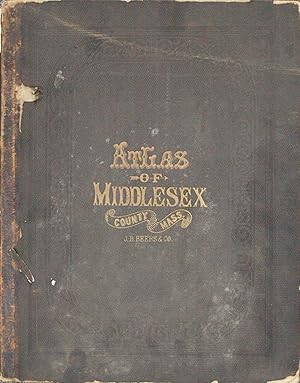 ATLAS
OF
MIDDLESEX
COUNTY MASS.
J.B. BEERS & CO.